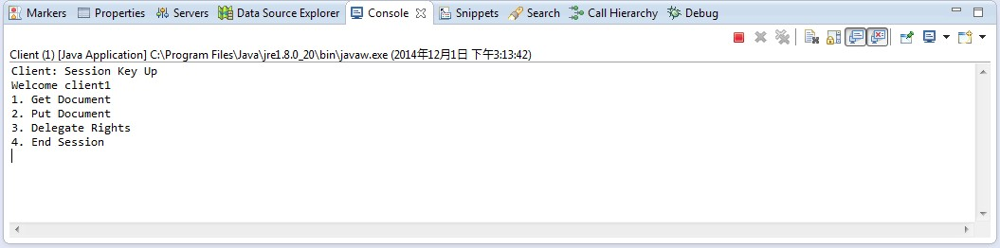 Markers Properties Servers Data Source Explorer Console Snippets Search Call Hierarchy Debug
Client (1) [Java Application] C:\Program Files\Java\jre1.8.0_20\bin\javaw.exe (2014年12月1日 下午3:13:42)
Client: Session Key Up
Welcome client1
1. Get Document
2. Put Document
3. Delegate Rights
4. End Session